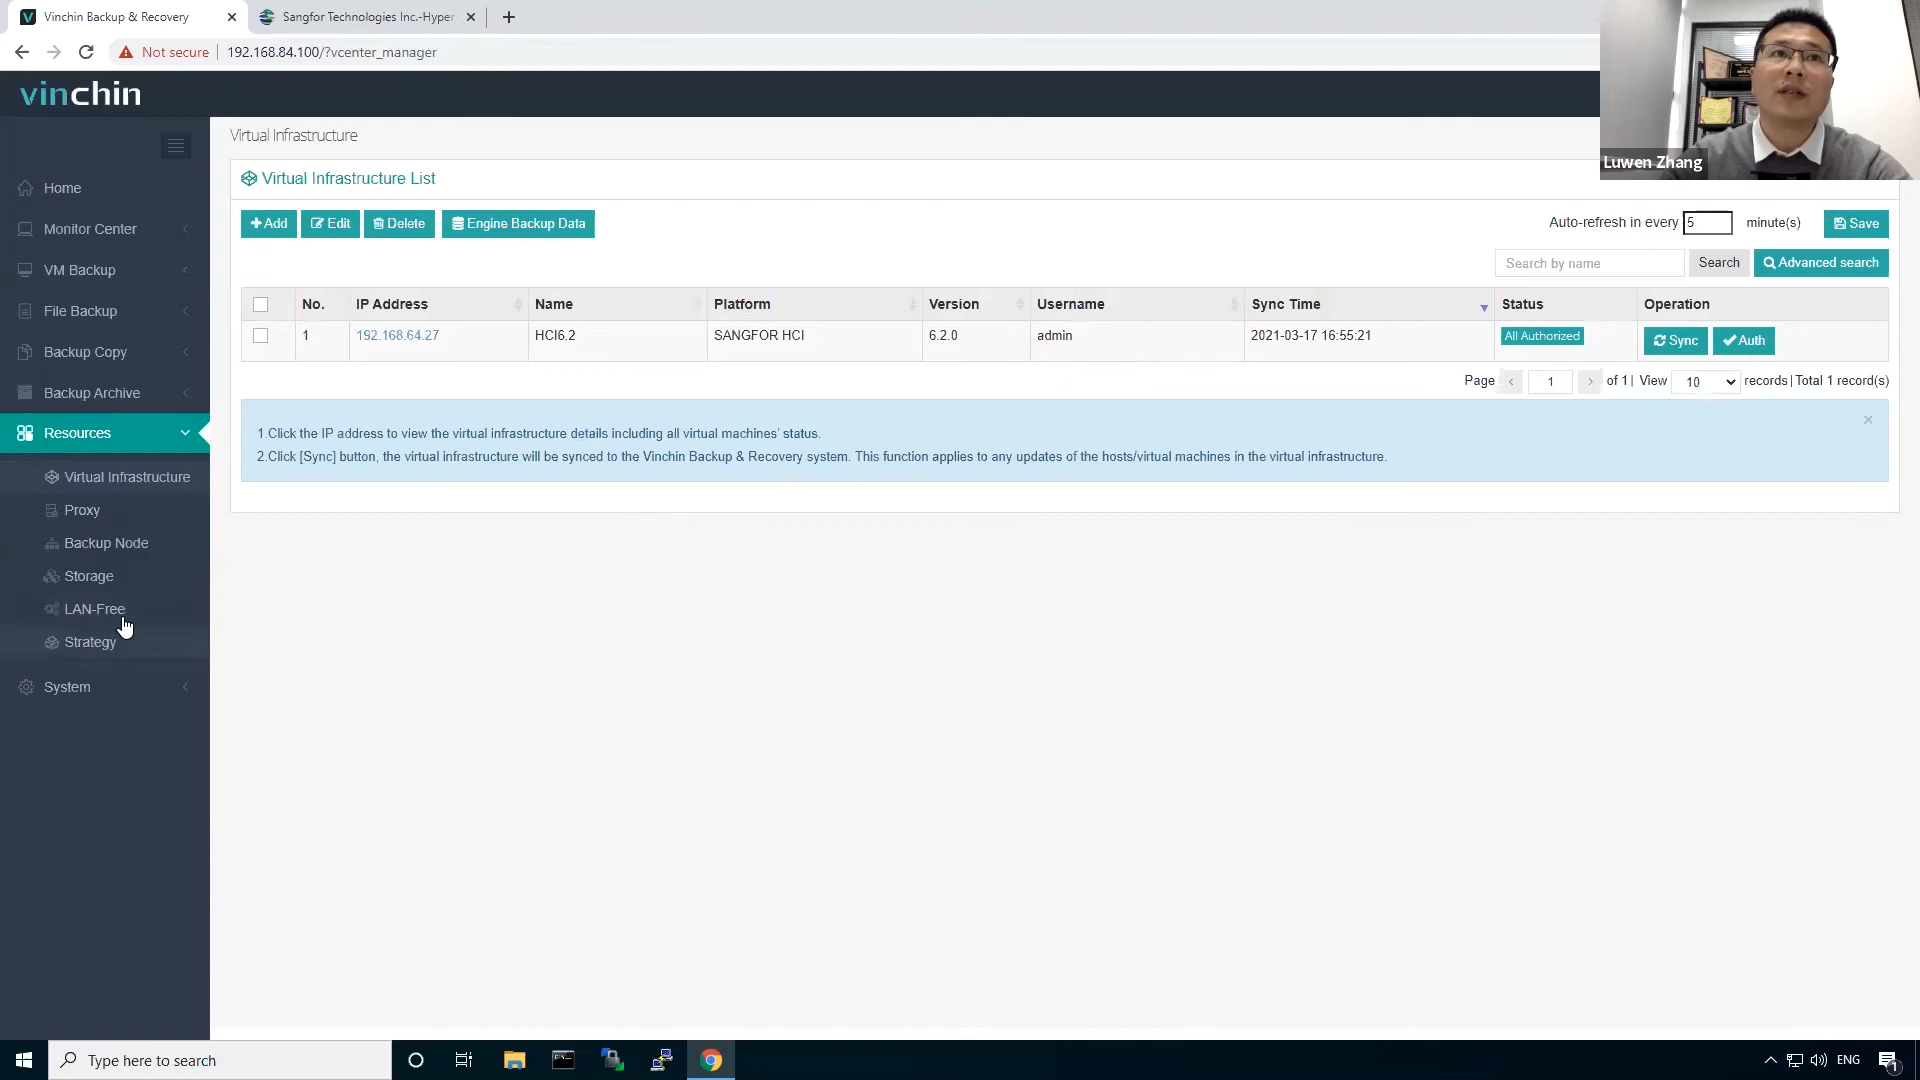 Vinchin Backup & Recovery
Sangfor Technologies Inc.-Hyper
Not secure
192.168.84.100/?vcenter_manager
vinchin
Luwen Zhang
Home
Monitor Center
VM Backup
File Backup
Backup Copy
Backup Archive
Resources
Virtual Infrastructure
Proxy
Backup Node
Storage
LAN-Free
Strategy
System
Virtual Infrastructure
Virtual Infrastructure List
Add Edit Delete Engine Backup Data
Auto-refresh in every 5 minute(s) Save
Search by name Search Advanced search
No. IP Address Name Platform Version Username Sync Time Status Operation
1 192.168.64.27 HCI6.2 SANGFOR HCI 6.2.0 admin 2021-03-17 16:55:21 All Authorized Sync Auth
Page 1 of 1 | View 10 records | Total 1 record(s)
1.Click the IP address to view the virtual infrastructure details including all virtual machines' status.
2.Click [Sync] button, the virtual infrastructure will be synced to the Vinchin Backup & Recovery system. This function applies to any updates of the hosts/virtual machines in the virtual infrastructure.
Type here to search
ENG
1